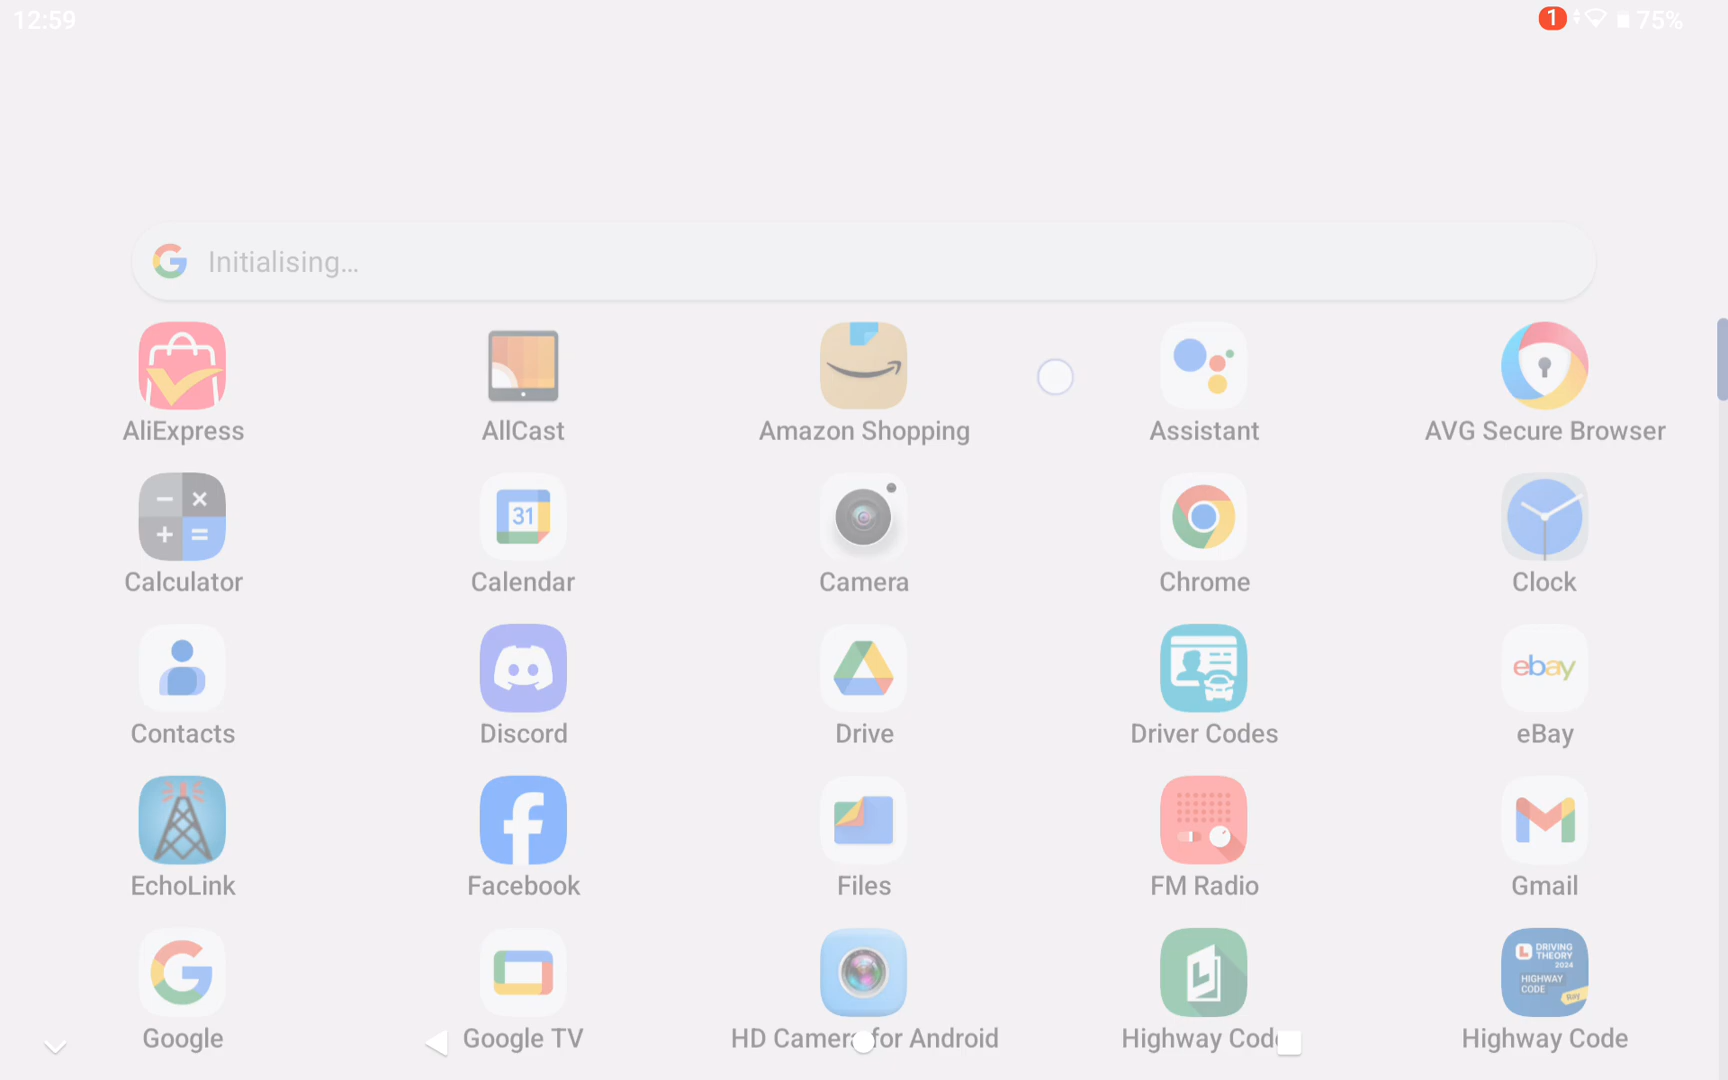 12:59
1
75%
Initialising...
AliExpress
AllCast
Amazon Shopping
Assistant
AVG Secure Browser
31
Calculator
Calendar
Camera
Chrome
Clock
ebay
Contacts
Discord
Drive
Driver Codes
eBay
EchoLink
Facebook
Files
FM Radio
Gmail
L DRIVING
THEORY
2024
HIGHWAY
CODE
Buy
Google
Google TV
HD Camera for Android
Highway Code
Highway Code